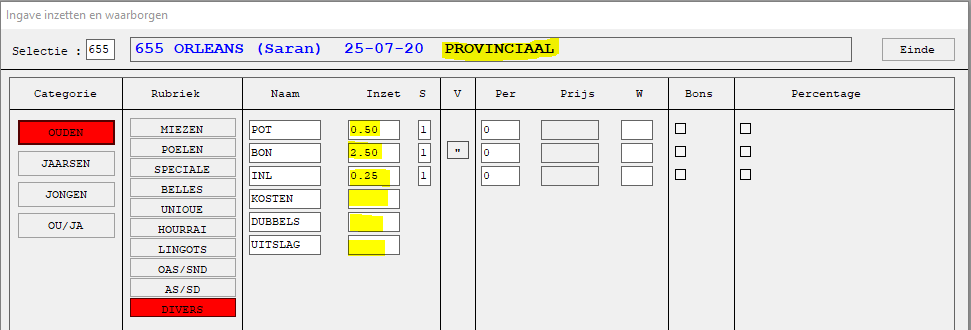 Ingave inzetten en waarborgen
Selectie : 655 655 ORLEANS (Saran) 25-07-20 PROVINCIAAL Einde
Categorie Rubriek Naam Inzet S V Per Prijs W Bons Percentage
OUDEN MIEZEN POT 0.50 1 0
JAARSEN POELEN BON 2.50 1 " 0
JONGEN SPECIALE INL 0.25 1 0
OU/JA BELLES KOSTEN
UNIOUE DUBBELS
HOURRAI UITSLAG
LINGOTS
OAS/SND
AS/SD
DIVERS